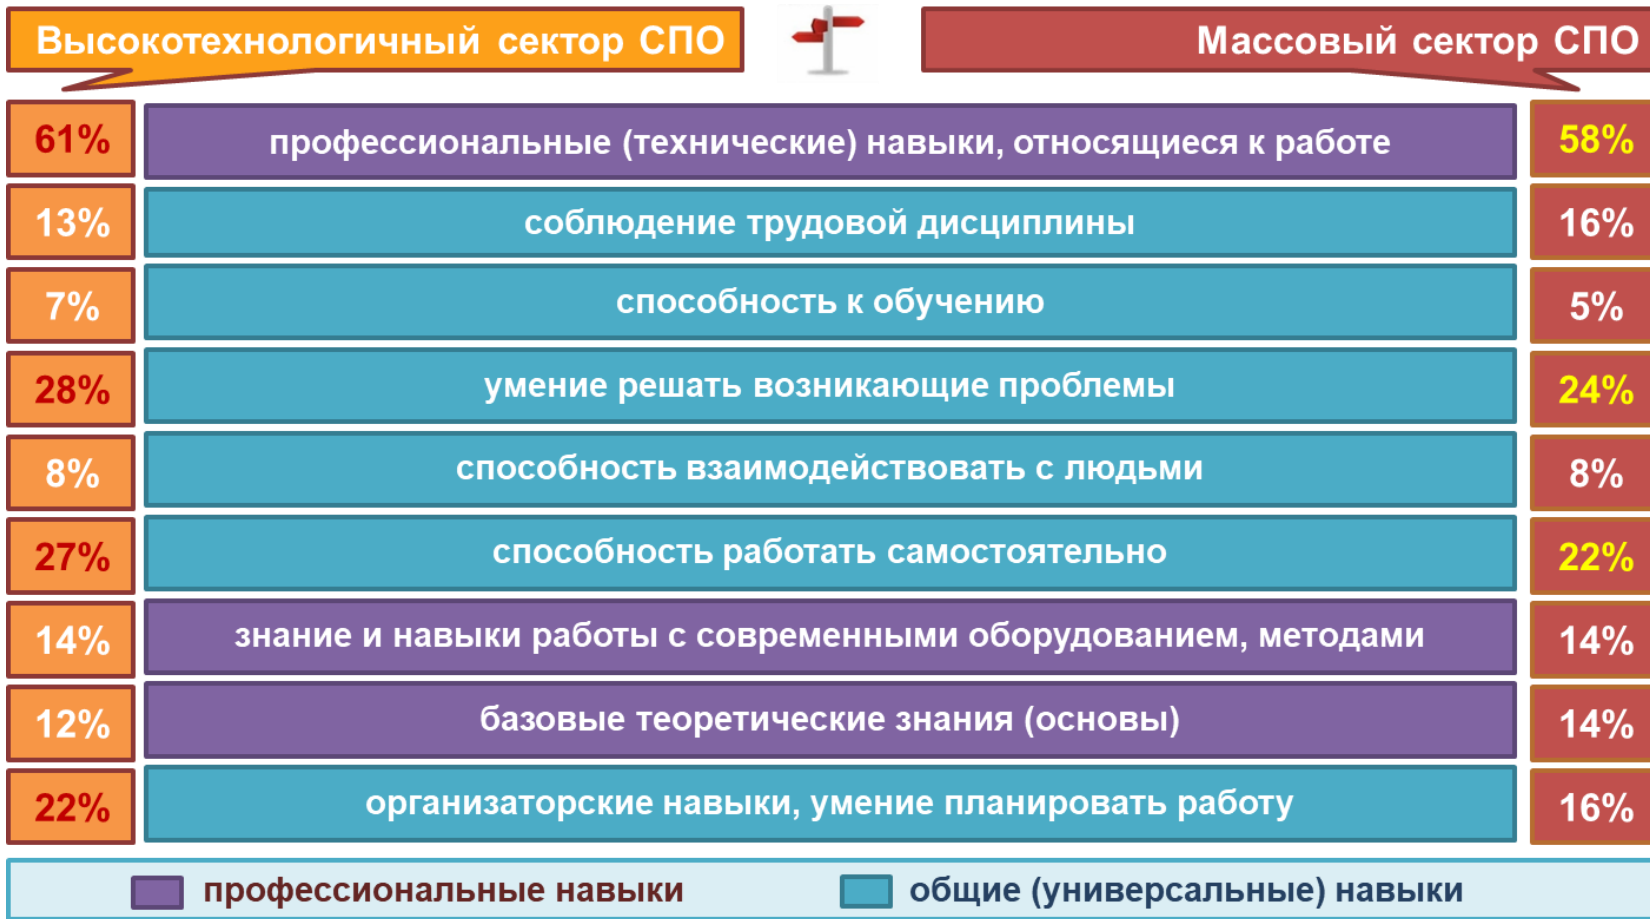 Высокотехнологичный сектор СПО
Массовый сектор СПО
61% профессиональные (технические) навыки, относящиеся к работе 58%
13% соблюдение трудовой дисциплины 16%
7% способность к обучению 5%
28% умение решать возникающие проблемы 24%
8% способность взаимодействовать с людьми 8%
27% способность работать самостоятельно 22%
14% знание и навыки работы с современными оборудованием, методами 14%
12% базовые теоретические знания (основы) 14%
22% организаторские навыки, умение планировать работу 16%
профессиональные навыки
общие (универсальные) навыки